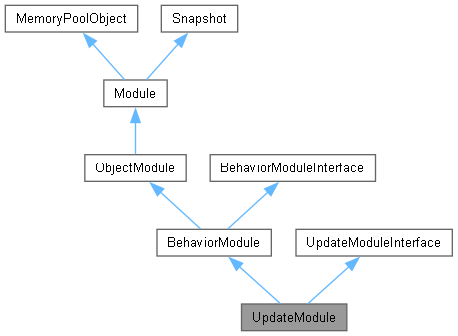 MemoryPoolObject
Snapshot
Module
ObjectModule
BehaviorModuleInterface
BehaviorModule
UpdateModuleInterface
UpdateModule